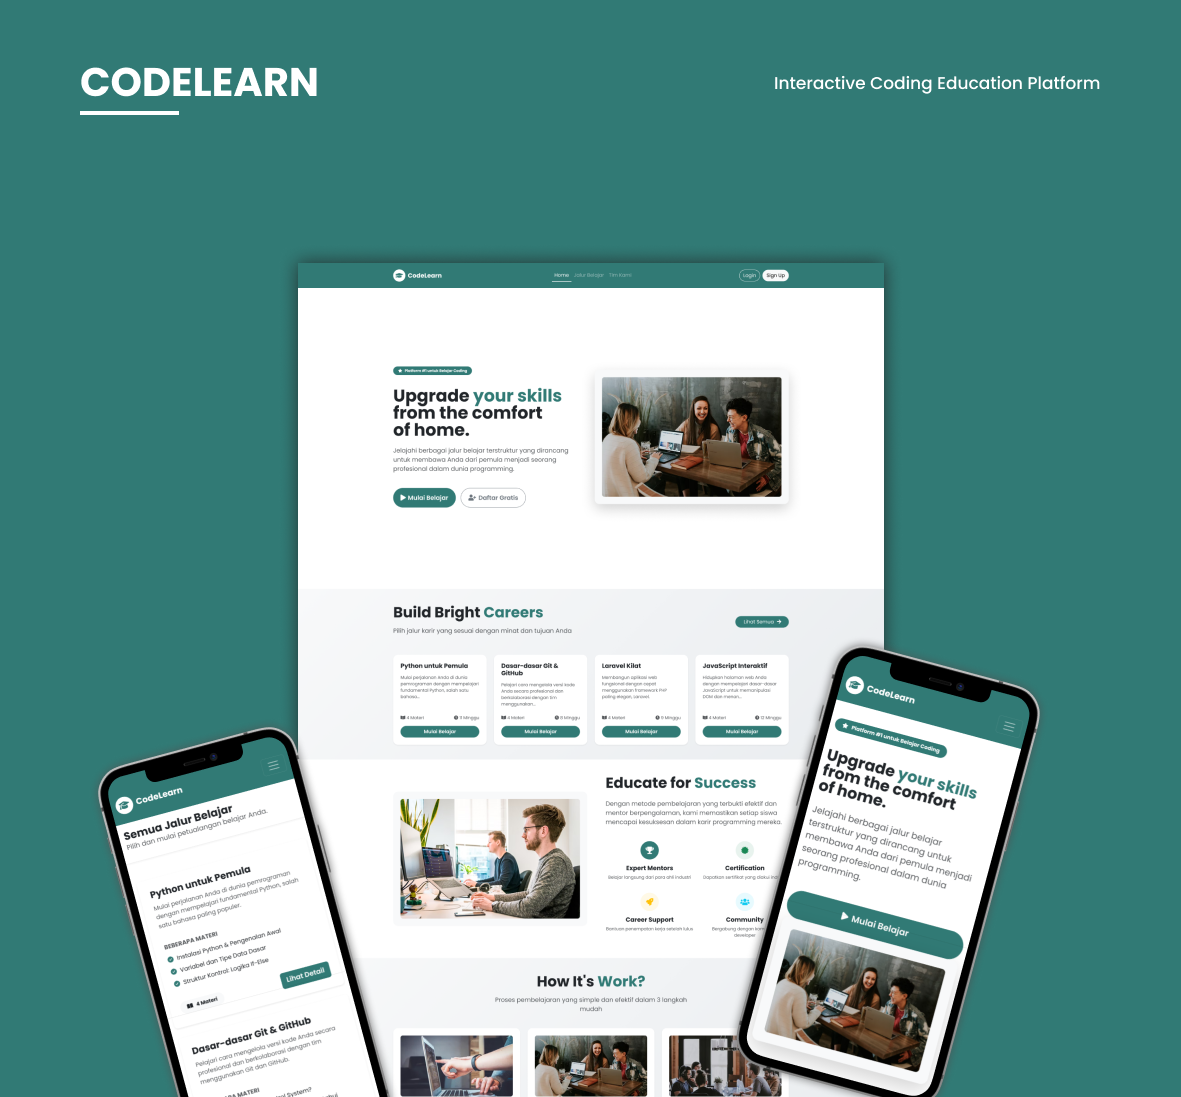 CODELEARN
Interactive Coding Education Platform
CodeLearn
Home Jalur Belajar Tim Kami
Login Sign Up
Platform #1 untuk Belajar Coding
Upgrade your skills
from the comfort
of home.
Jelajahi berbagai jalur belajar terstruktur yang dirancang
untuk membawa Anda dari pemula menjadi seorang
profesional dalam dunia programming.
Mulai Belajar
Daftar Gratis
Build Bright Careers
Pilih jalur karir yang sesuai dengan minat dan tujuan Anda
Lihat Semua
Python untuk Pemula
Mulai perjalanan Anda di dunia
pemrograman dengan mempelajari
fundamental Python, salah satu
bahasa...
4 Materi
Minggu
Mulai Belajar
Dasar-dasar Git &
GitHub
Pelajari cara mengelola versi kode
Anda secara profesional dan
berkolaborasi dengan tim
menggunakan...
4 Materi
Minggu
Mulai Belajar
Laravel Kilat
Membangun aplikasi web
fungsional dengan cepat
menggunakan framework PHP
paling elegan, Laravel.
4 Materi
Minggu
Mulai Belajar
JavaScript Interaktif
Hidupkan halaman web Anda
dengan mempelajari dasar-dasar
JavaScript untuk memanipulasi
DOM dan menan...
4 Materi
12 Minggu
Mulai Belajar
Educate for Success
Dengan metode pembelajaran yang terbukti efektif dan
mentor berpengalaman, kami memastikan setiap siswa
mencapai kesuksesan dalam karir programming mereka.
Expert Mentors
Belajar langsung dari para ahli industri
Certification
Dapatkan sertifikat yang diakui
Career Support
Bantuan penempatan kerja setelah lulus
Community
Bergabung dengan
developer
How It's Work?
Proses pembelajaran yang simple dan efektif dalam 3 langkah
mudah
CodeLearn
Semua Jalur Belajar
Pilih dan mulai petualangan belajar Anda.
Python untuk Pemula
Mulai perjalanan Anda di dunia pemrograman
dengan mempelajari fundamental Python, salah
satu bahasa paling populer.
BEBERAPA MATERI
Instalasi Python & Pengenalan Awal
Variabel dan Tipe Data Dasar
Struktur Kontrol: Logika If-Else
4 Materi
Lihat Detail
Dasar-dasar Git & GitHub
Pelajari cara mengelola versi kode Anda secara
profesional dan berkolaborasi dengan tim
menggunakan Git dan GitHub.
MATERI
System?
CodeLearn
Platform #1 untuk Belajar Coding
Upgrade your skills
from the comfort
of home.
Jelajahi berbagai jalur belajar
terstruktur yang dirancang untuk
membawa Anda dari pemula menjadi
seorang profesional dalam dunia
programming.
Mulai Belajar